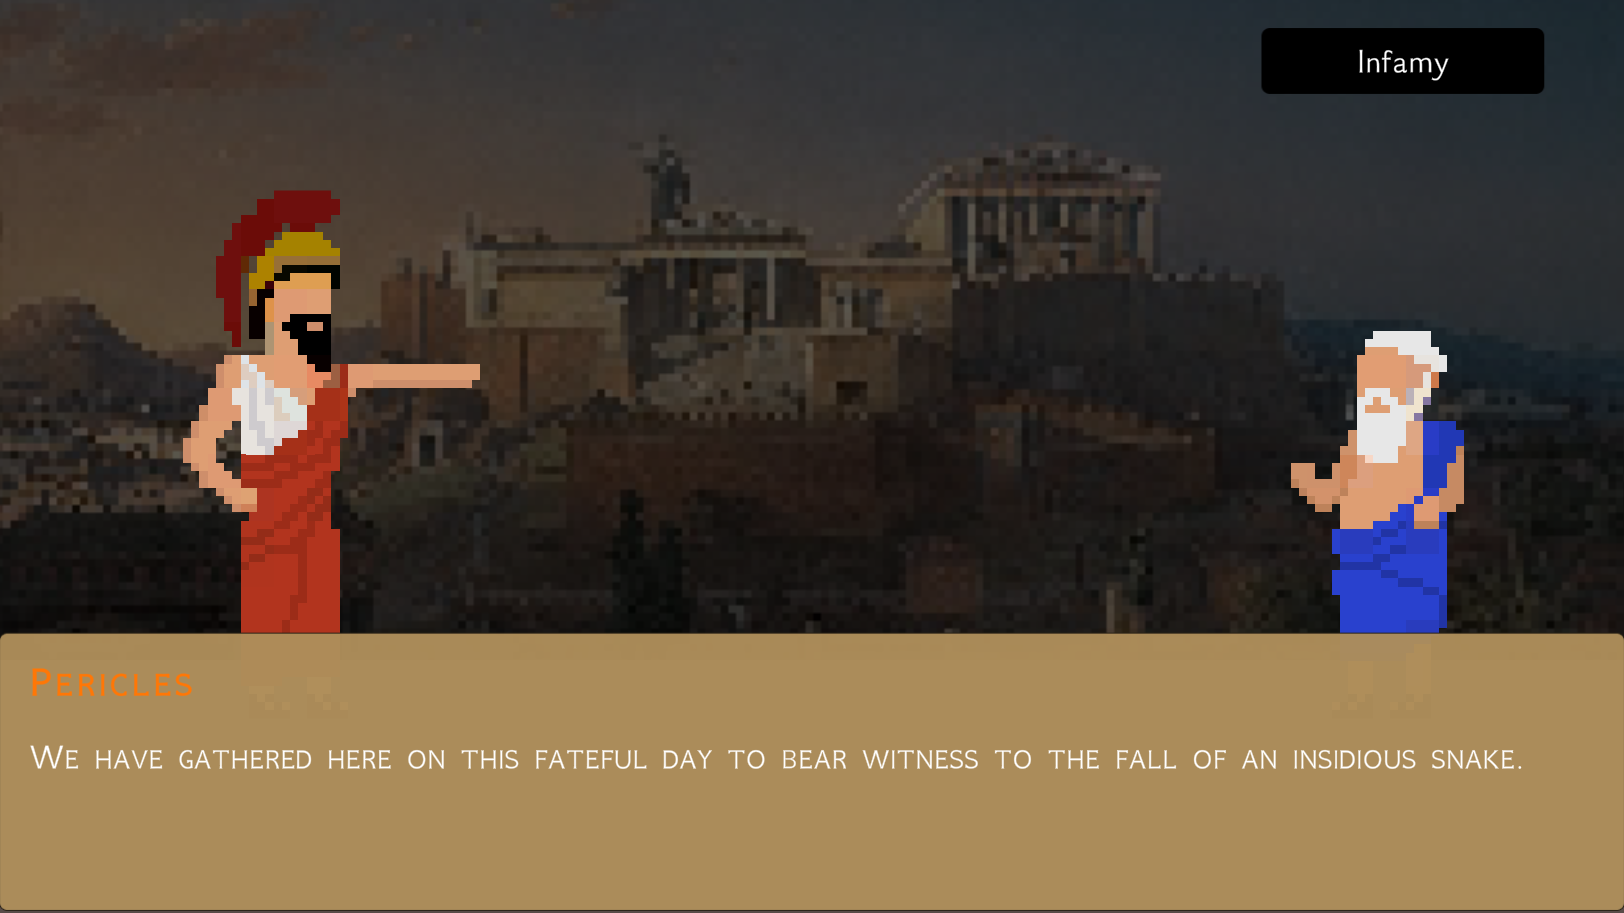 Infamy
Pericles
We have gathered here on this fateful day to bear witness to the fall of an insidious snake.